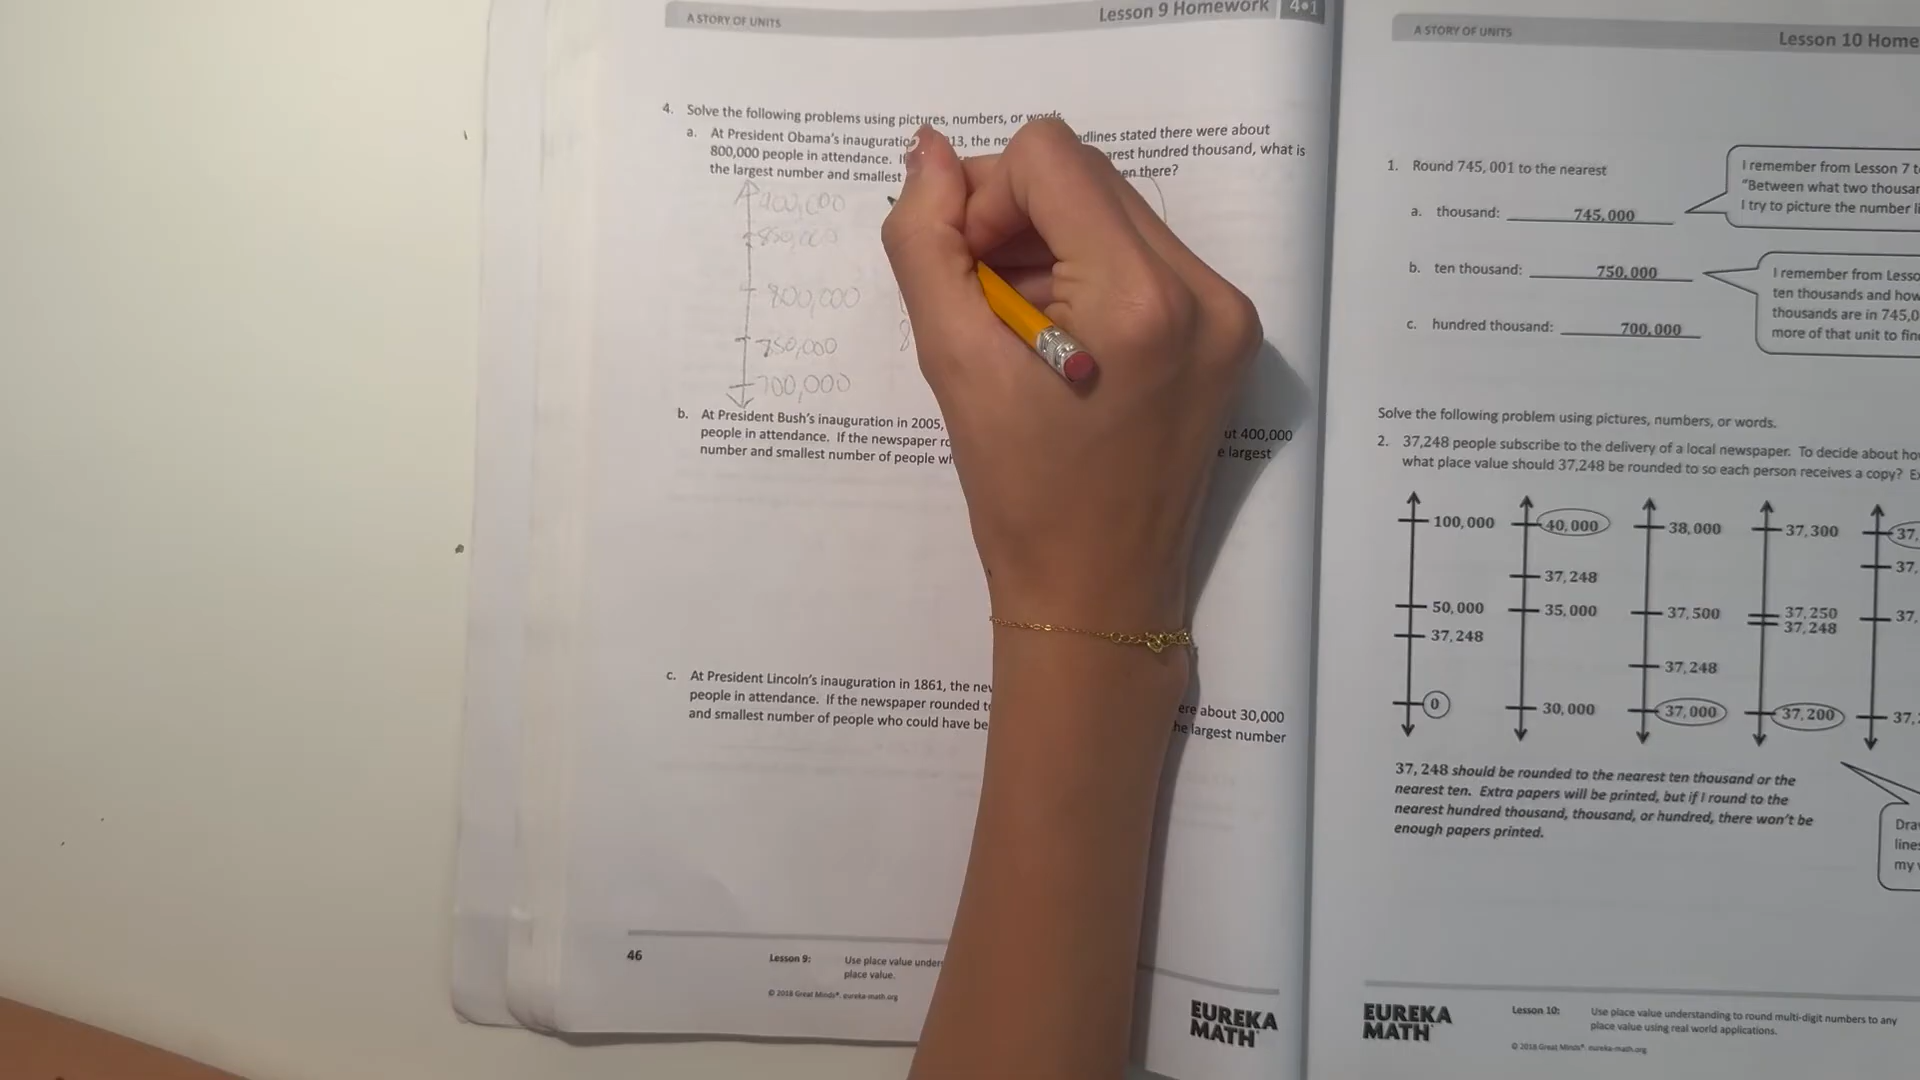 A STORY OF UNITS
Lesson 9 Homework 4•1
4. Solve the following problems using pictures, numbers, or words.
a. At President Obama's inauguration 13, the dlines stated there were about
800,000 people in attendance. arest hundred thousand, what is
the largest number and smallest en there?
900,000
850,000
800,000
750,000
700,000
8
b. At President Bush's inauguration in 2005, ut 400,000
people in attendance. If the newspaper e largest
number and smallest number of people
c. At President Lincoln's inauguration in 1861, the ere about 30,000
people in attendance. If the newspaper rounded he largest number
and smallest number of people who could have be
46
Lesson 9: Use place value under
place value.
© 2018 Great Minds®. eureka-math.org
EUREKA
MATH
A STORY OF UNITS
Lesson 10 Home
1. Round 745,001 to the nearest
a. thousand: 745,000
b. ten thousand: 750,000
c. hundred thousand: 700,000
I remember from Lesson 7 t
"Between what two thousan
I try to picture the number li
I remember from Lesso
ten thousands and how
thousands are in 745,0
more of that unit to fin
Solve the following problem using pictures, numbers, or words.
2. 37,248 people subscribe to the delivery of a local newspaper. To decide about ho
what place value should 37,248 be rounded to so each person receives a copy? Ex
100,000 40,000 38,000 37,300 37,
37,248 37,
50,000 35,000 37,500 37,250 37,
37,248 37,248
37,248
0 30,000 37,000 37,200 37,
37,248 should be rounded to the nearest ten thousand or the
nearest ten. Extra papers will be printed, but if I round to the
nearest hundred thousand, thousand, or hundred, there won't be
enough papers printed.
Dra
line
my
EUREKA
MATH
Lesson 10: Use place value understanding to round multi-digit numbers to any
place value using real world applications.
© 2018 Great Minds®. eureka-math.org